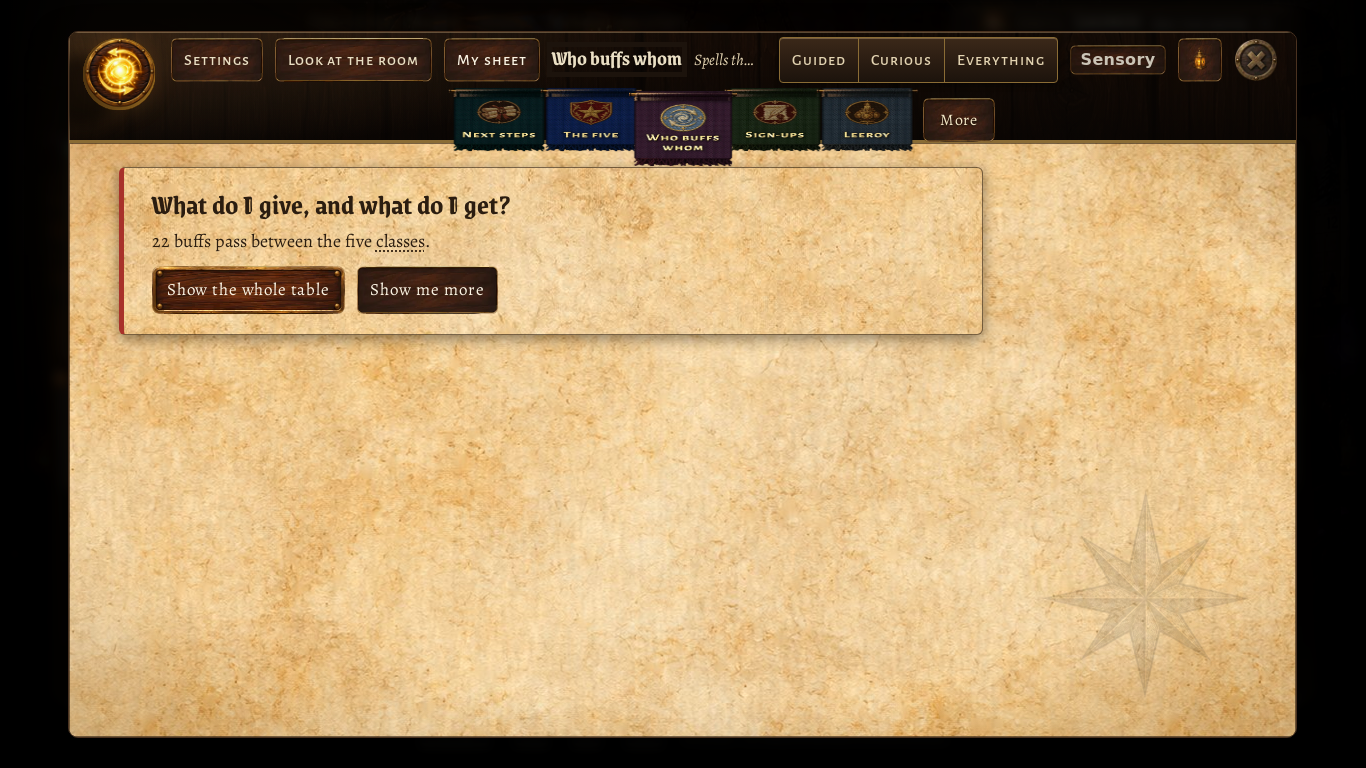 Settings
Look at the room
My sheet
Who buffs whom
Spells th...
Guided
Curious
Everything
Sensory
Next steps
The Five
Who buffs
whom
Sign-ups
Leeroy
More
What do I give, and what do I get?
22 buffs pass between the five classes.
Show the whole table
Show me more